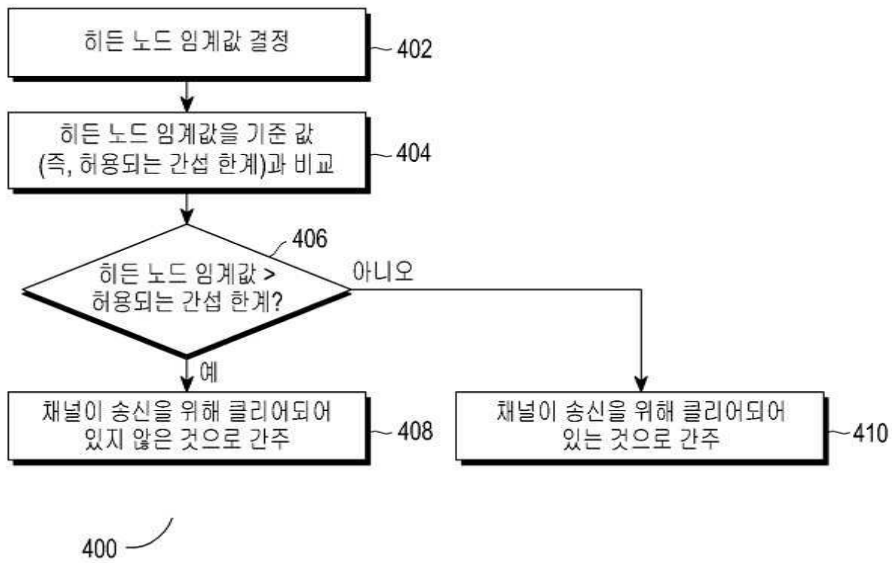 히든 노드 임계값 결정
402
히든 노드 임계값을 기준 값
(즉, 허용되는 간섭 한계)과 비교
404
406
히든 노드 임계값 >
허용되는 간섭 한계?
아니오
예
채널이 송신을 위해 클리어되어
있지 않은 것으로 간주
408
채널이 송신을 위해 클리어되어
있는 것으로 간주
410
400